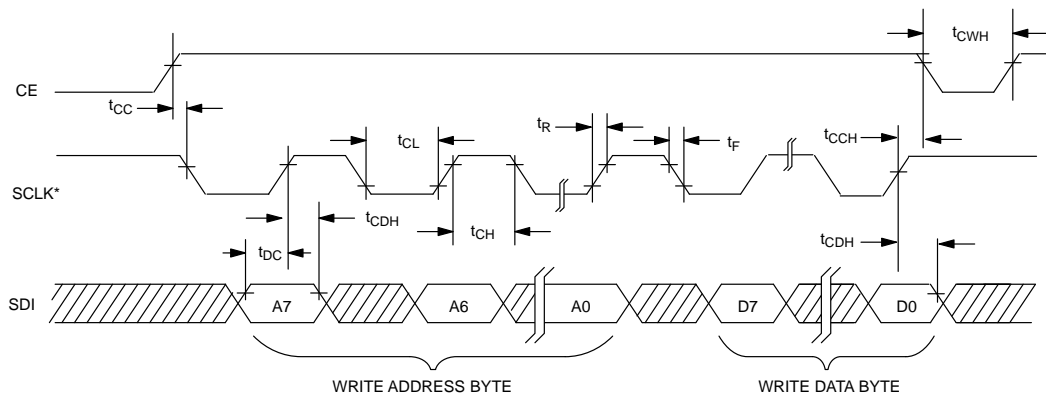 CE
tCC
tCWH
SCLK*
tCL
tR
tF
tCCH
tCDH
tCH
tDC
tCDH
SDI
A7
A6
A0
D7
D0
WRITE ADDRESS BYTE
WRITE DATA BYTE